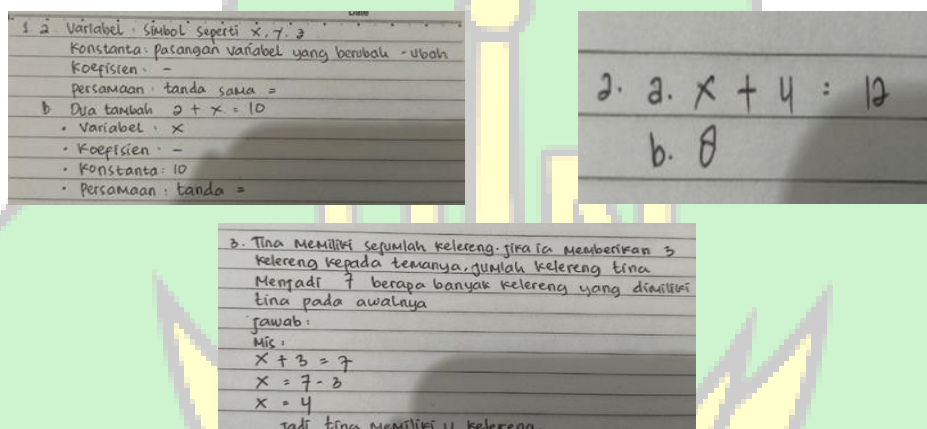 1 a. Variabel : simbol seperti x, y, z
Konstanta : pasangan variabel yang berubah - ubah
Koefisien : -
persamaan : tanda sama =
b Dua tambah 2 + x = 10
• Variabel : x
• Koefisien : -
• Konstanta : 10
• Persamaan : tanda =
2. a. x + 4 = 12
b. 8
3. Tina memiliki sejumlah kelereng. jika ia memberikan 3
kelereng kepada temanya, jumlah kelereng tina
menjadi 7 berapa banyak kelereng yang dimiliki
tina pada awalnya
jawab :
Mis :
x + 3 = 7
x = 7 - 3
x = 4
Jadi tina memiliki 4 kelereng